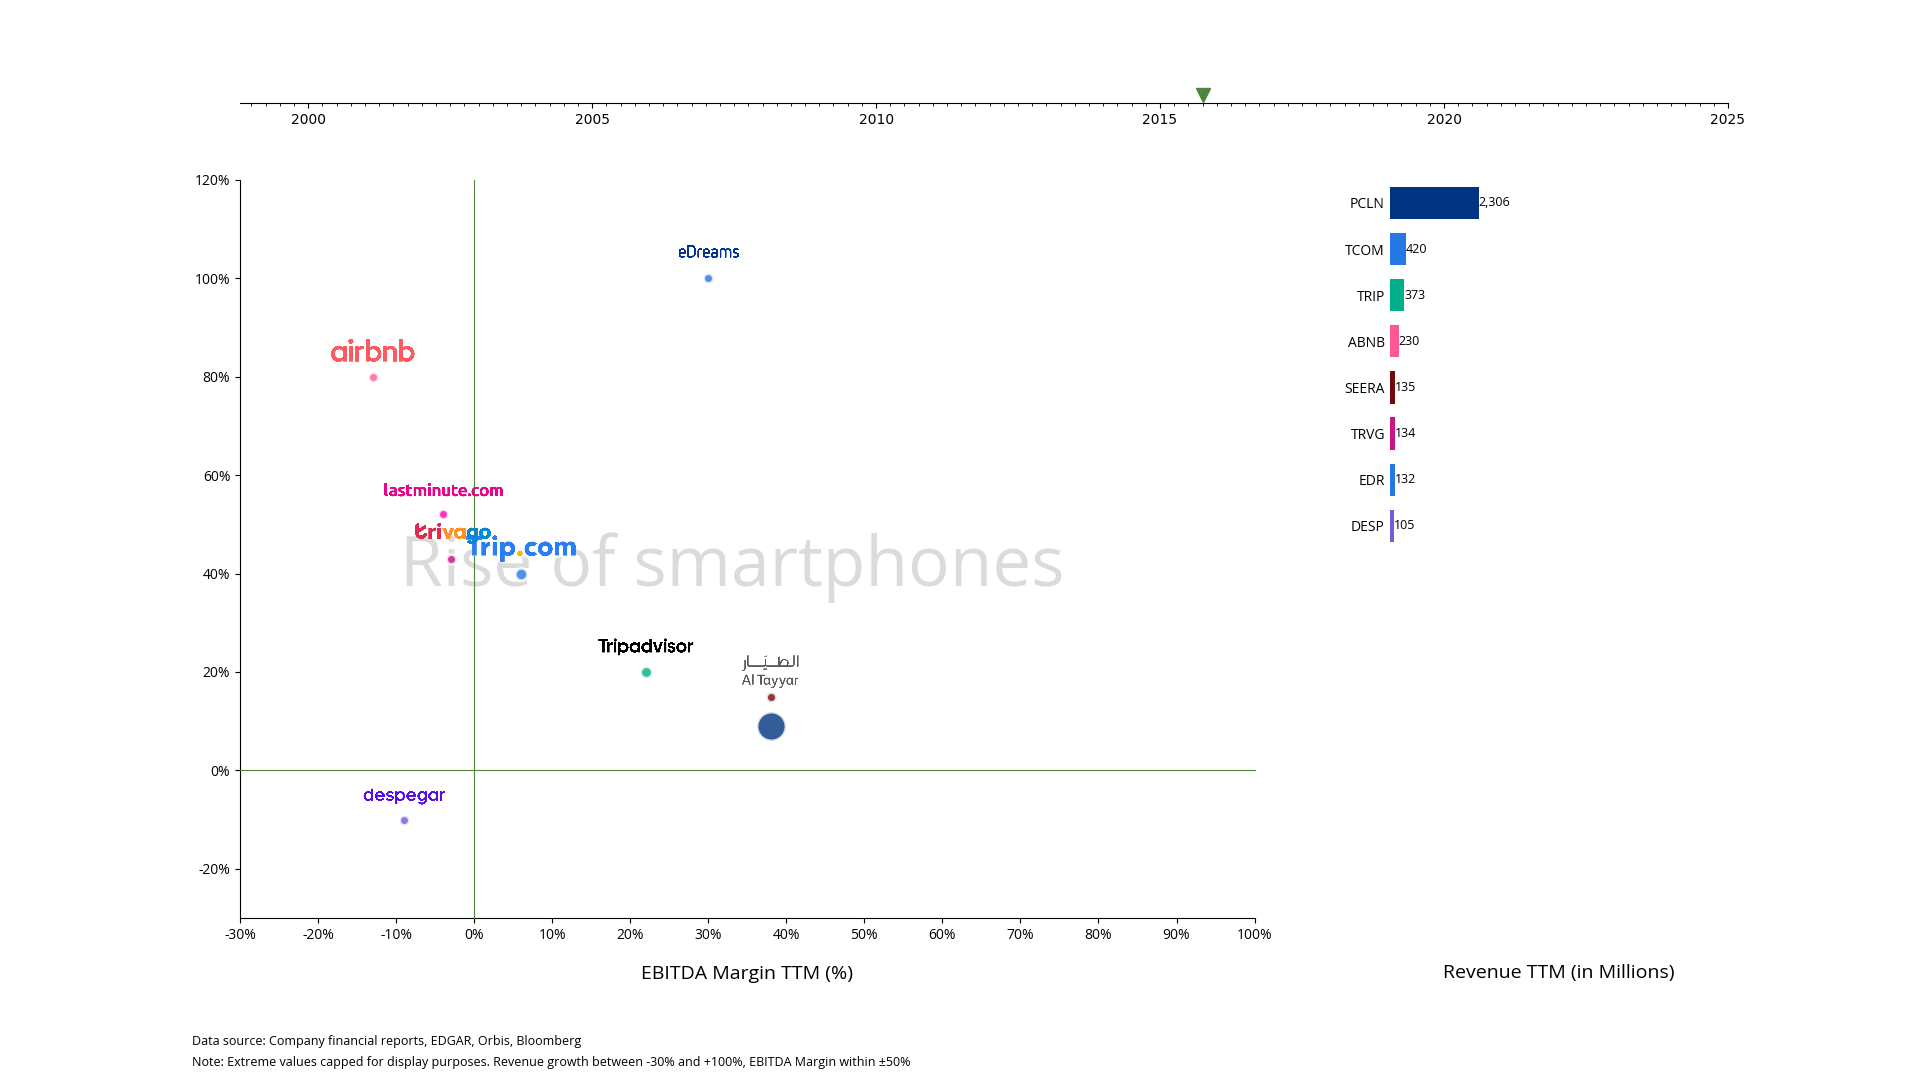 2000 2005 2010 2015 2020 2025
120%
100%
80%
60%
40%
20%
0%
-20%
eDreams
airbnb
lastminute.com
trivago
Trip.com
Rise of smartphones
Tripadvisor
الطيّار
Al Tayyar
despegar
-30% -20% -10% 0% 10% 20% 30% 40% 50% 60% 70% 80% 90% 100%
EBITDA Margin TTM (%)
PCLN 2,306
TCOM 420
TRIP 373
ABNB 230
SEERA 135
TRVG 134
EDR 132
DESP 105
Revenue TTM (in Millions)
Data source: Company financial reports, EDGAR, Orbis, Bloomberg
Note: Extreme values capped for display purposes. Revenue growth between -30% and +100%, EBITDA Margin within ±50%